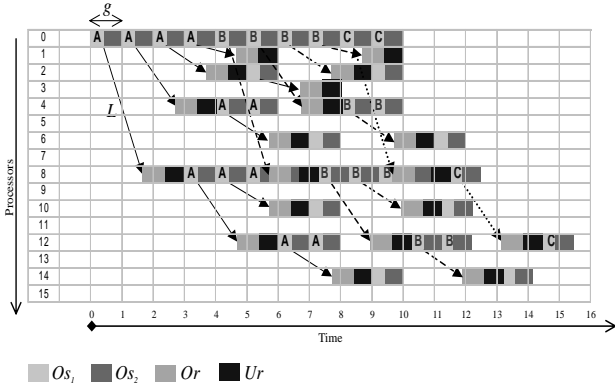 g
0 A A A A B B B B C C
1
2
3
L
4 A A B B
5
6
7
8 A A A B B B C
9
10
11
12 A A B B C
13
14
15
Processors
0 1 2 3 4 5 6 7 8 9 10 11 12 13 14 15 16
Time
Os1 Os2 Or Ur